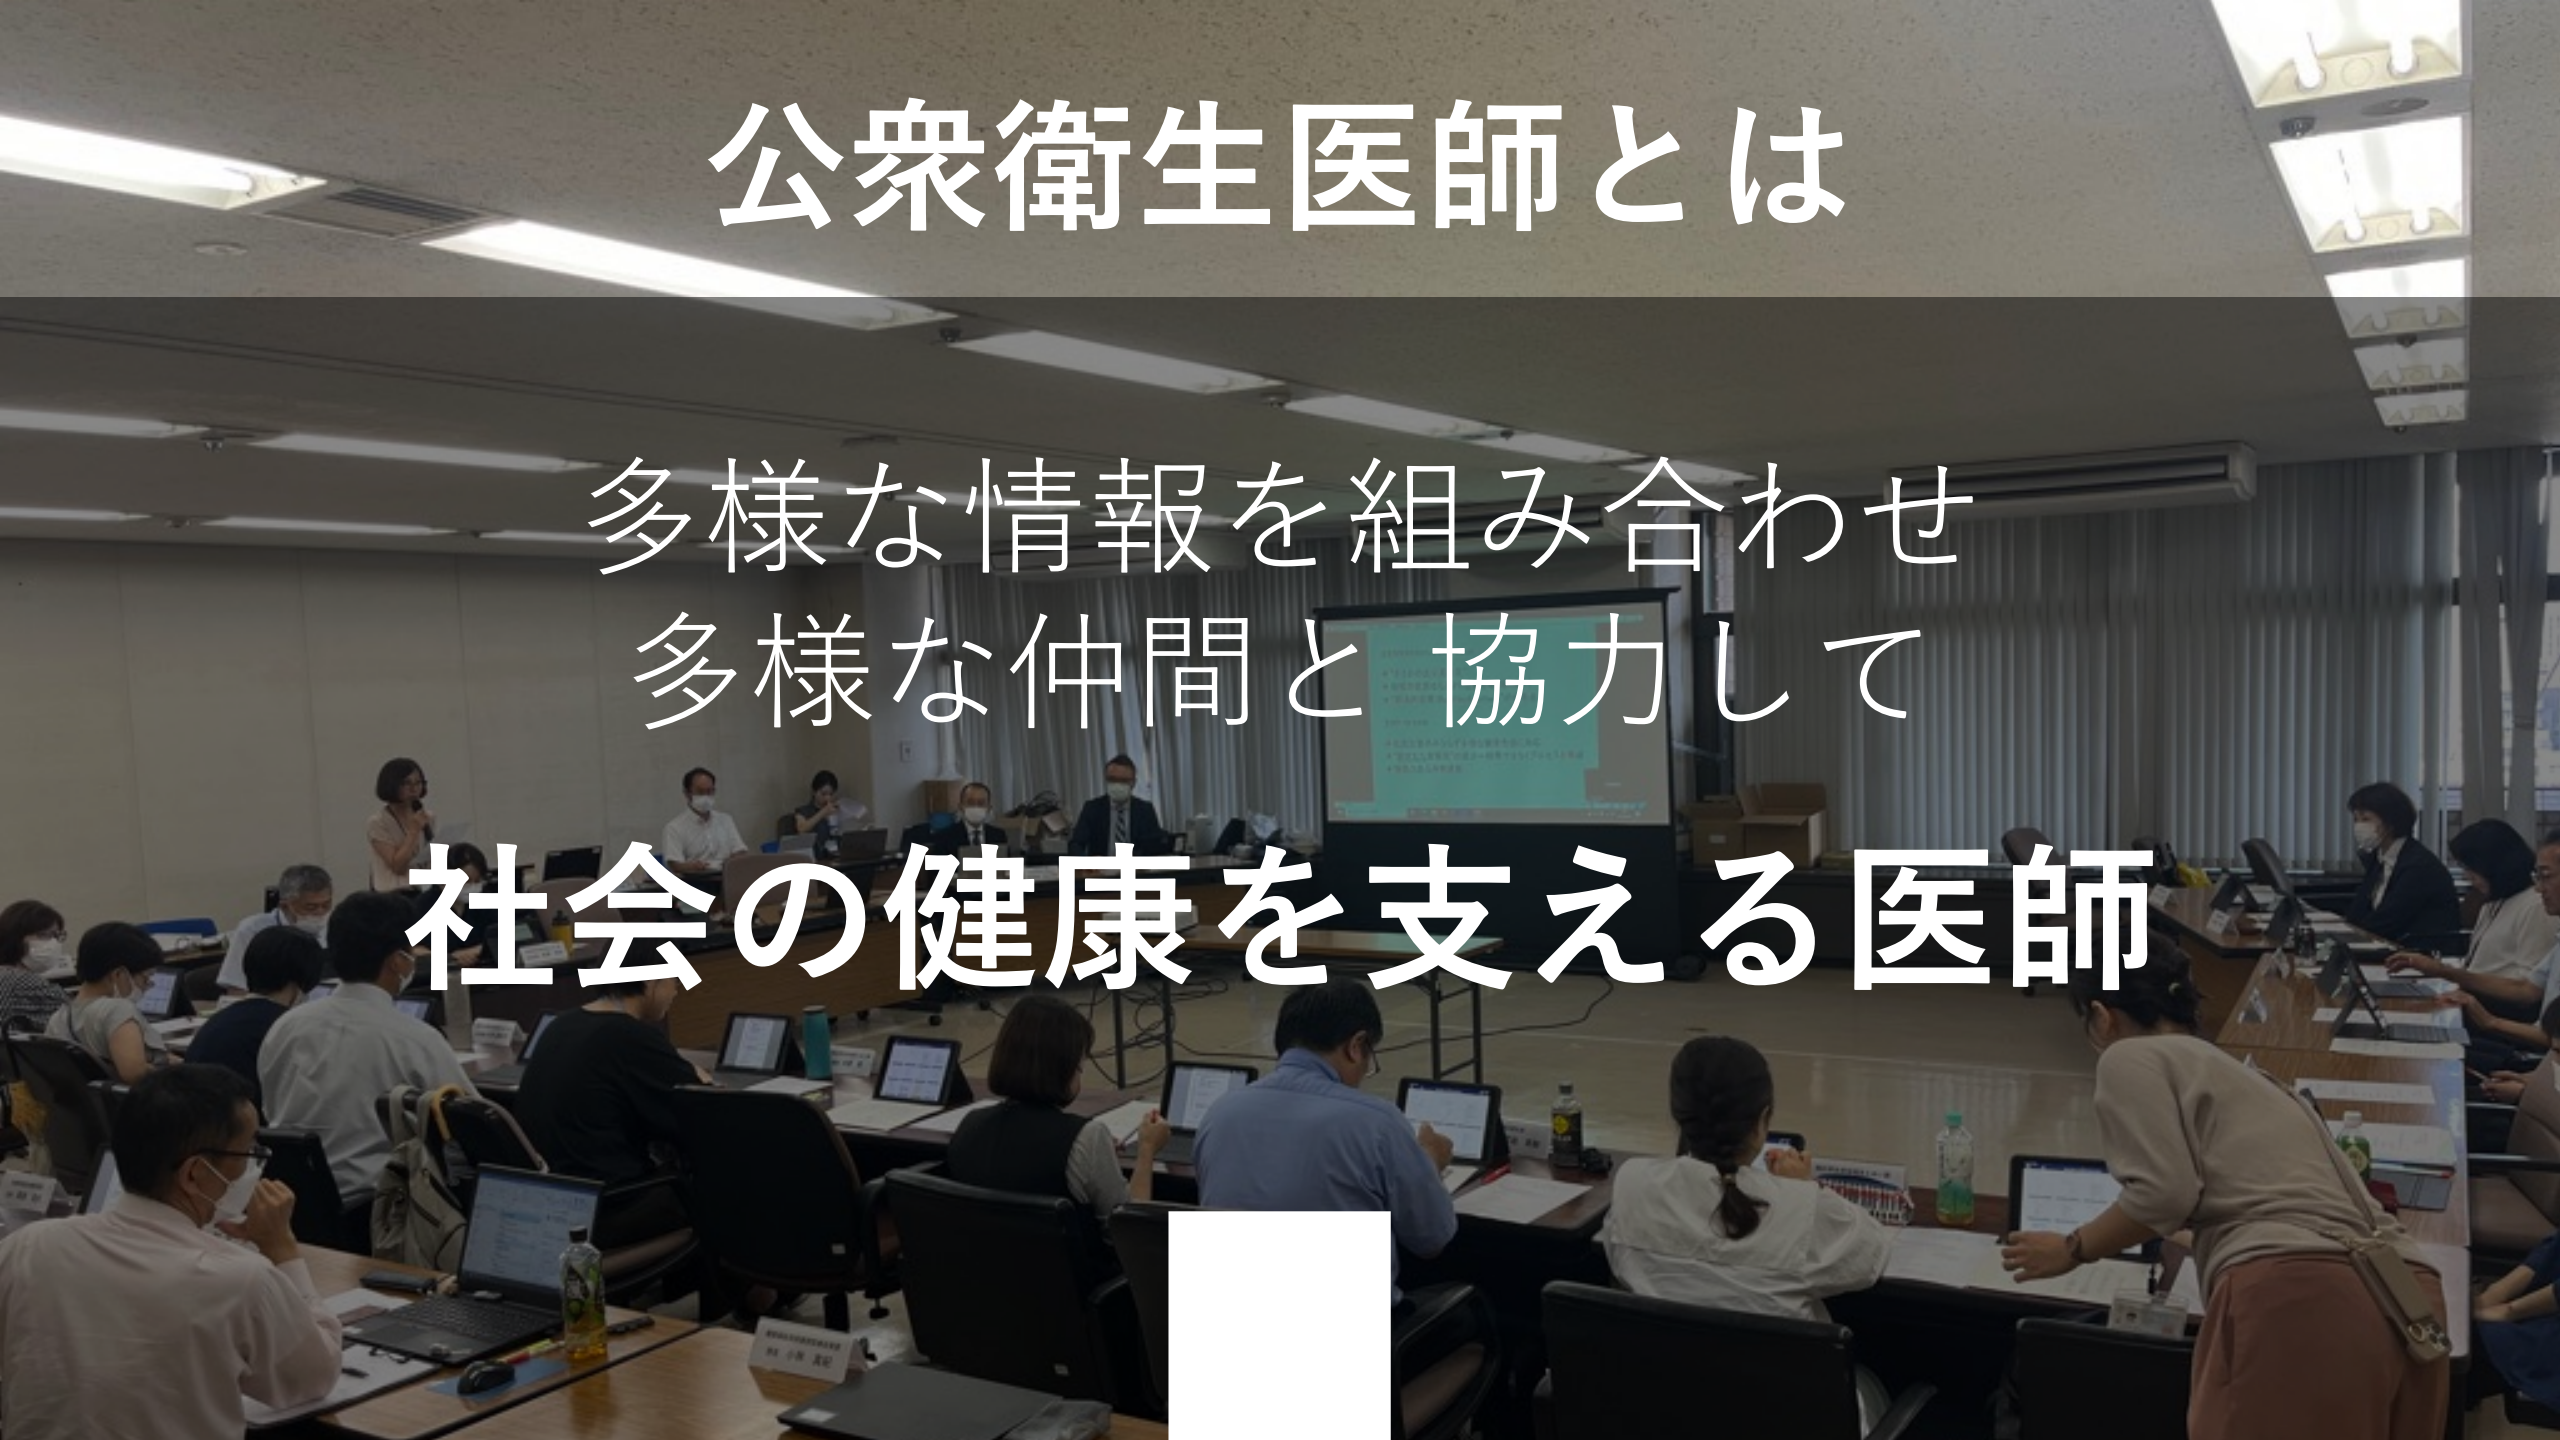 公衆衛生医師とは
多様な情報を組み合わせ
多様な仲間と 協力して
社会の健康を支える医師